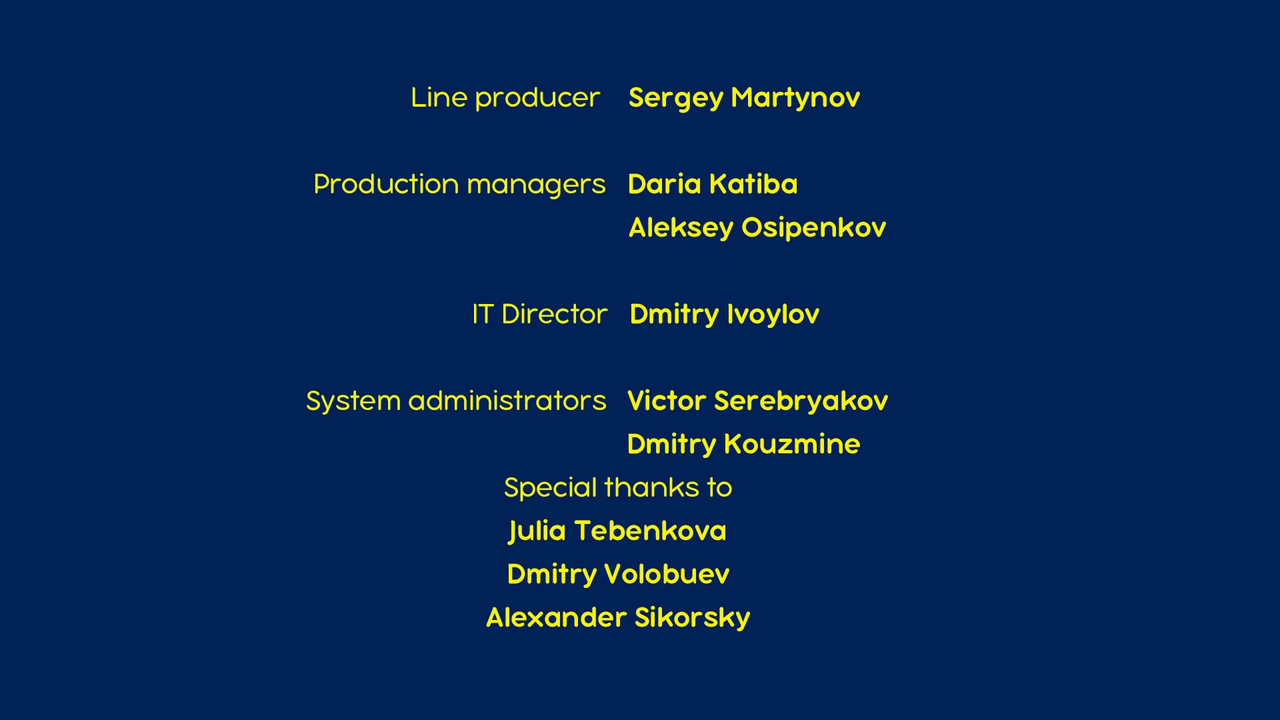 Line producer Sergey Martynov
Production managers Daria Katiba
Aleksey Osipenkov
IT Director Dmitry Ivoylov
System administrators Victor Serebryakov
Dmitry Kouzmine
Special thanks to
Julia Tebenkova
Dmitry Volobuev
Alexander Sikorsky